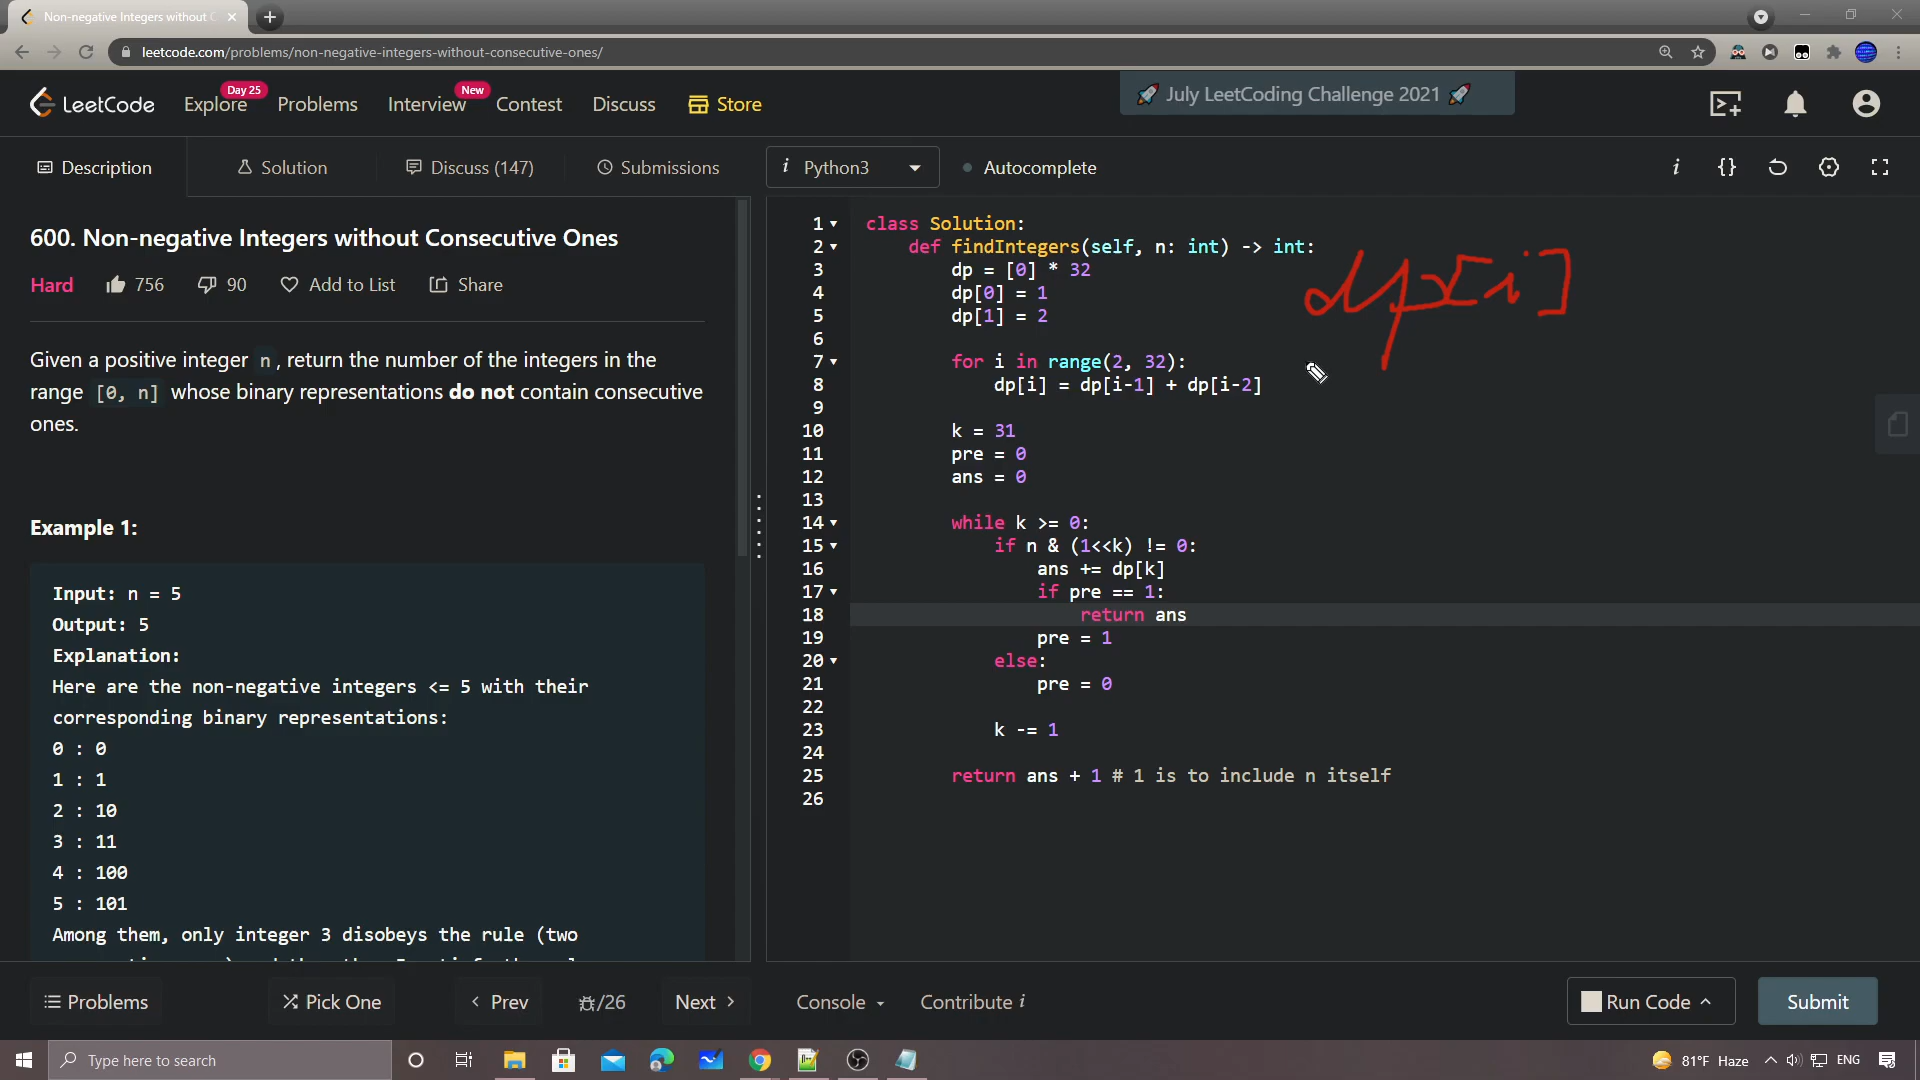 Non-negative Integers without C
leetcode.com/problems/non-negative-integers-without-consecutive-ones/
LeetCode Explore Day 25 Problems Interview New Contest Discuss Store July LeetCoding Challenge 2021
Description Solution Discuss (147) Submissions i Python3 Autocomplete i {}
600. Non-negative Integers without Consecutive Ones
Hard 756 90 Add to List Share
Given a positive integer n, return the number of the integers in the
range [0, n] whose binary representations do not contain consecutive
ones.
Example 1:
Input: n = 5
Output: 5
Explanation:
Here are the non-negative integers <= 5 with their
corresponding binary representations:
0 : 0
1 : 1
2 : 10
3 : 11
4 : 100
5 : 101
Among them, only integer 3 disobeys the rule (two
1 class Solution:
2 def findIntegers(self, n: int) -> int:
3 dp = [0] * 32
4 dp[0] = 1
5 dp[1] = 2
6
7 for i in range(2, 32):
8 dp[i] = dp[i-1] + dp[i-2]
9
10 k = 31
11 pre = 0
12 ans = 0
13
14 while k >= 0:
15 if n & (1<<k) != 0:
16 ans += dp[k]
17 if pre == 1:
18 return ans
19 pre = 1
20 else:
21 pre = 0
22
23 k -= 1
24
25 return ans + 1 # 1 is to include n itself
26
dp[i]
Problems Pick One Prev /26 Next Console Contribute i Run Code Submit
Type here to search 81°F Haze ENG